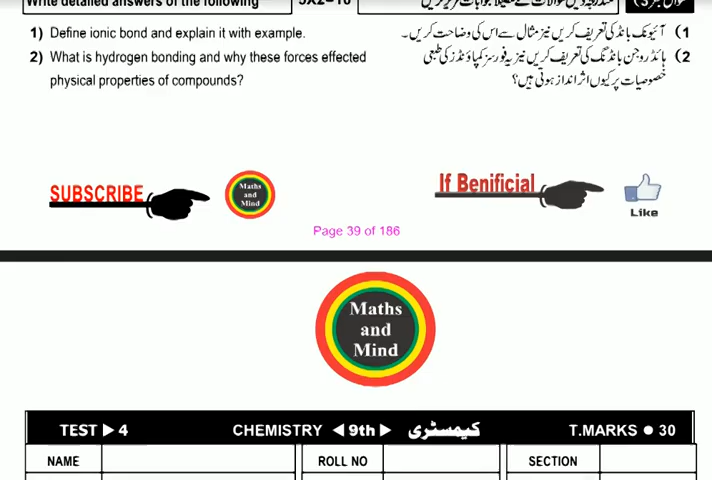 Write detailed answers of the following 5X2=10
1) Define ionic bond and explain it with example.
1) آئیونک بانڈ کی تعریف کریں نیز مثال سے اس کی وضاحت کریں۔
2) What is hydrogen bonding and why these forces effected
2) ہائڈروجن بانڈنگ کی تعریف کریں نیز یہ فورسز کمپاؤنڈز کی طبعی
physical properties of compounds?
خصوصیات پر کیوں اثر انداز ہوتی ہیں؟
SUBSCRIBE
Maths
and
Mind
If Benificial
Like
Page 39 of 186
Maths
and
Mind
TEST ▶ 4 CHEMISTRY ◀ 9th ▶ کیمسٹری T.MARKS ● 30
NAME ROLL NO SECTION